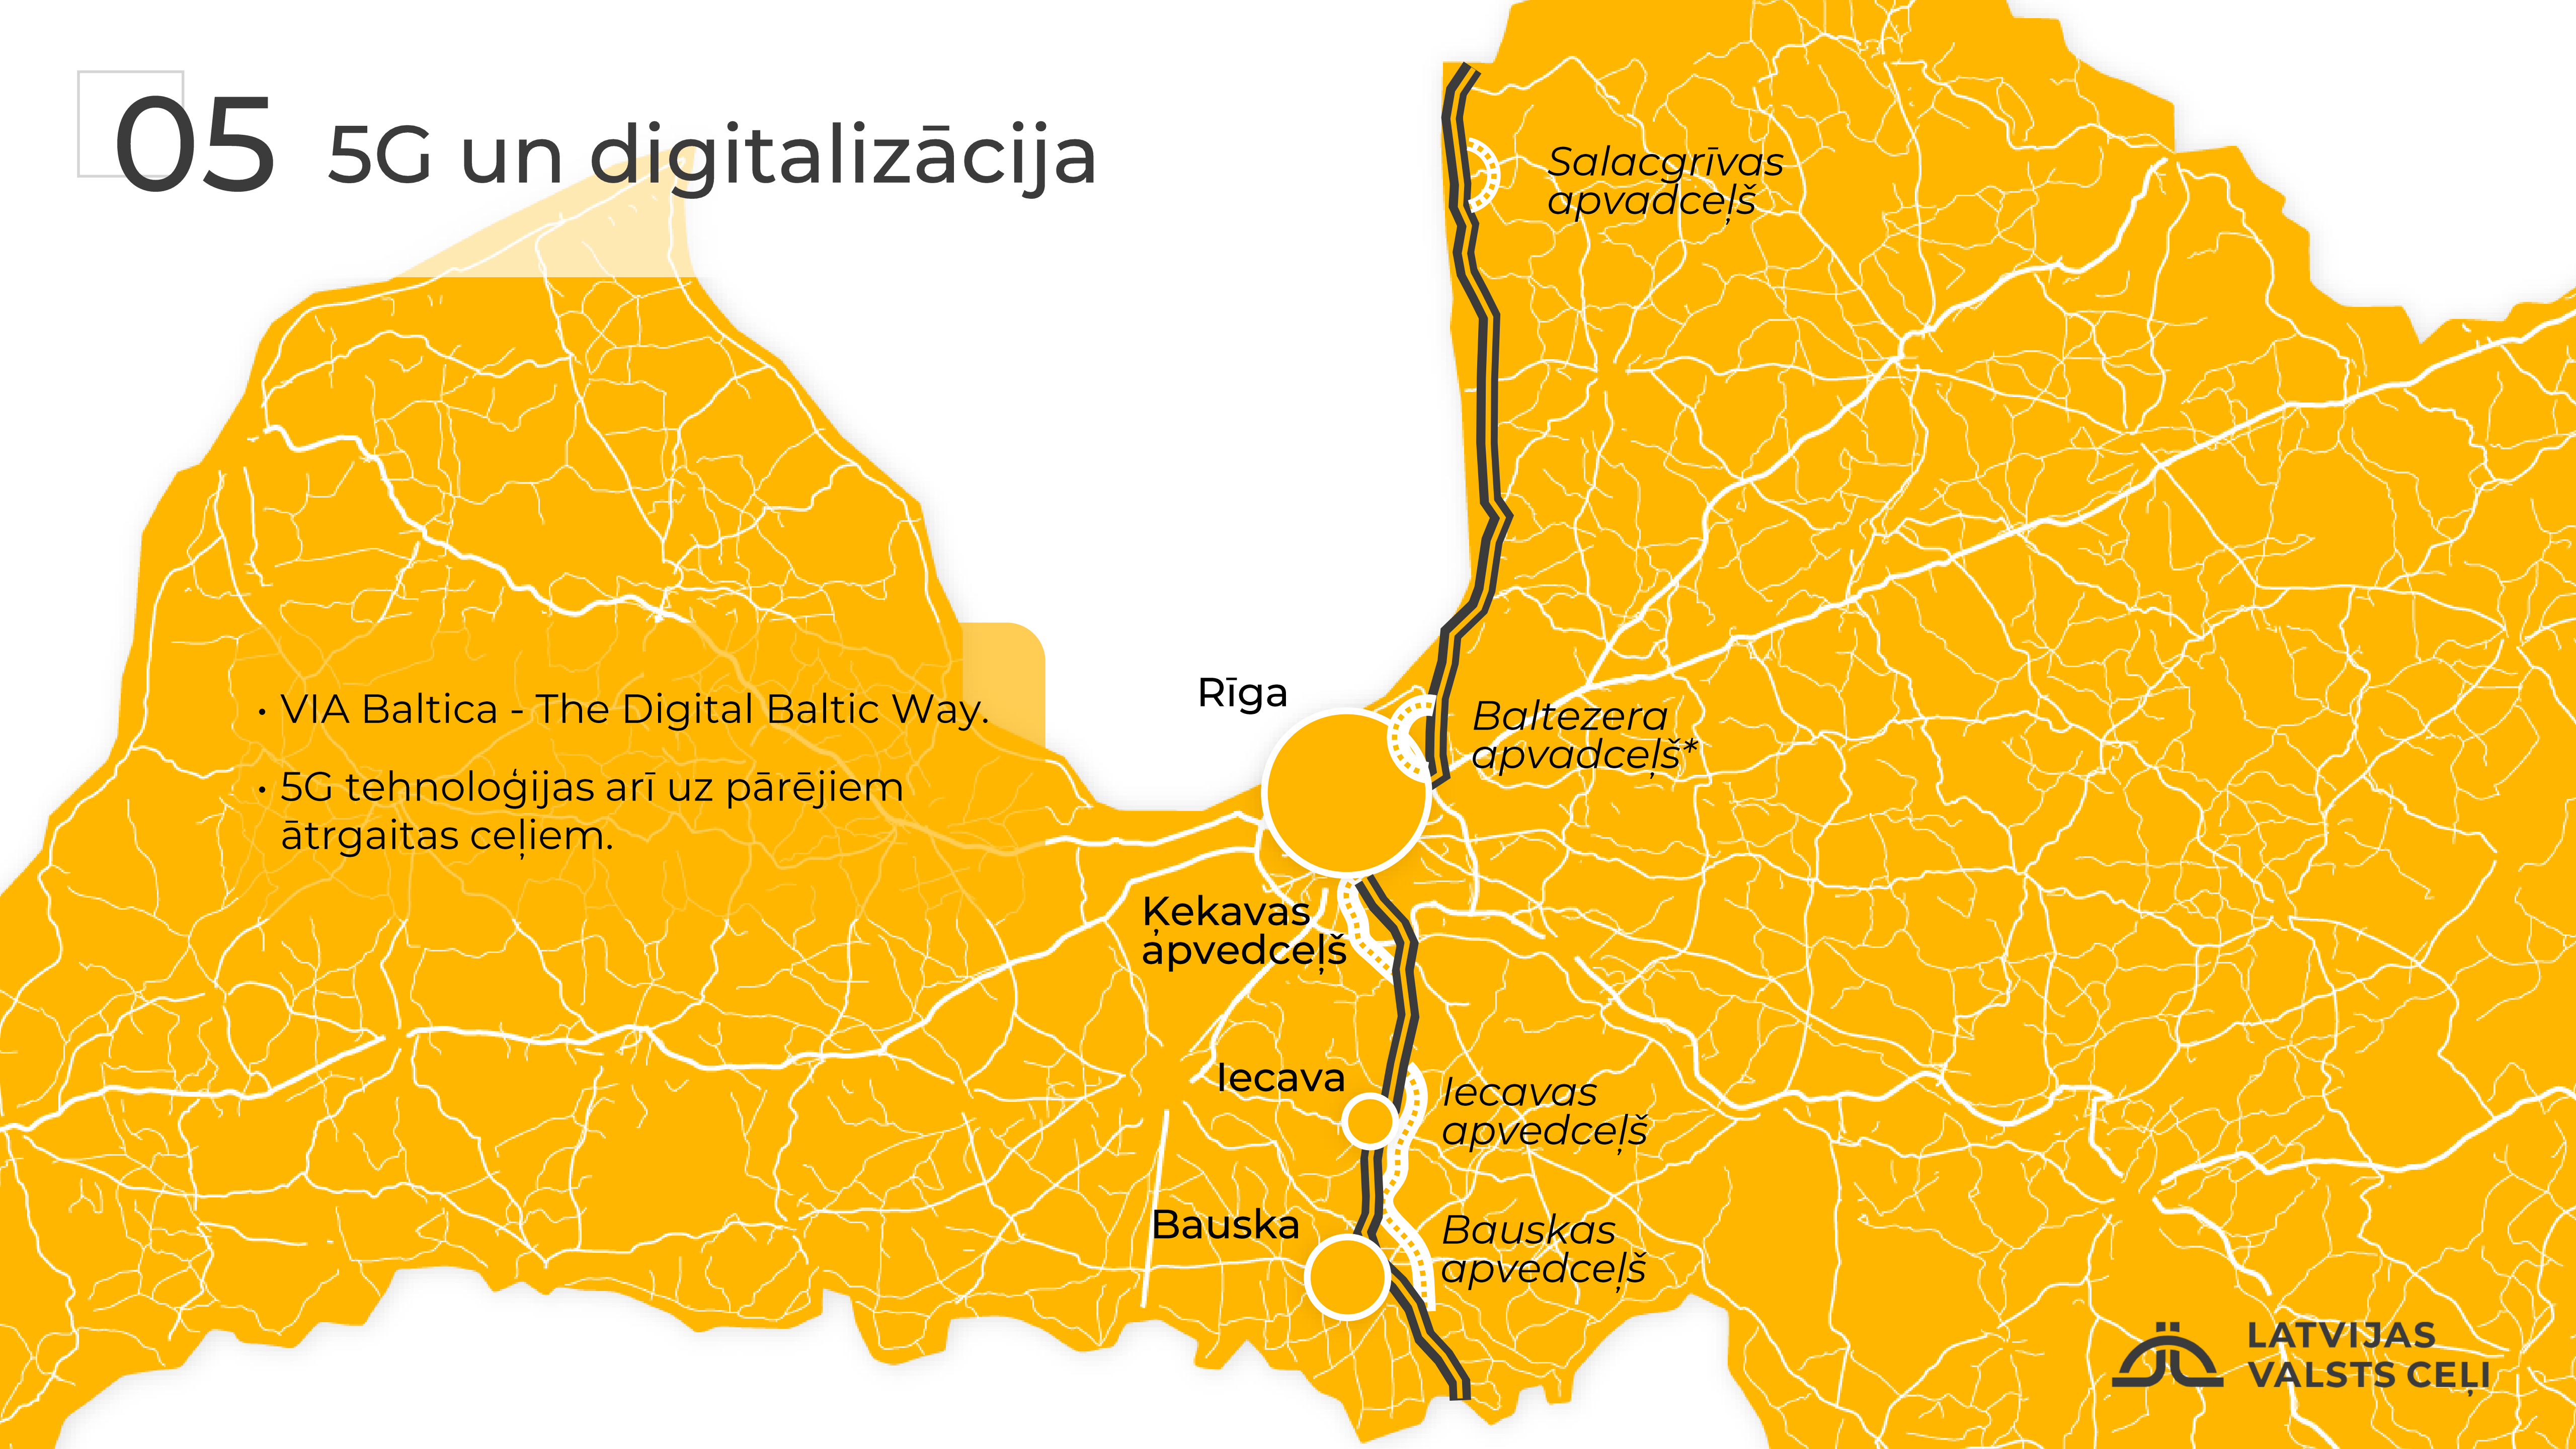 05 5G un digitalizācija
Salacgrīvas
apvadceļš
• VIA Baltica - The Digital Baltic Way.
• 5G tehnoloģijas arī uz pārējiem
ātrgaitas ceļiem.
Rīga
Baltezera
apvadceļš*
Ķekavas
apvedceļš
Iecava
Iecavas
apvedceļš
Bauska
Bauskas
apvedceļš
LATVIJAS
VALSTS CEĻI